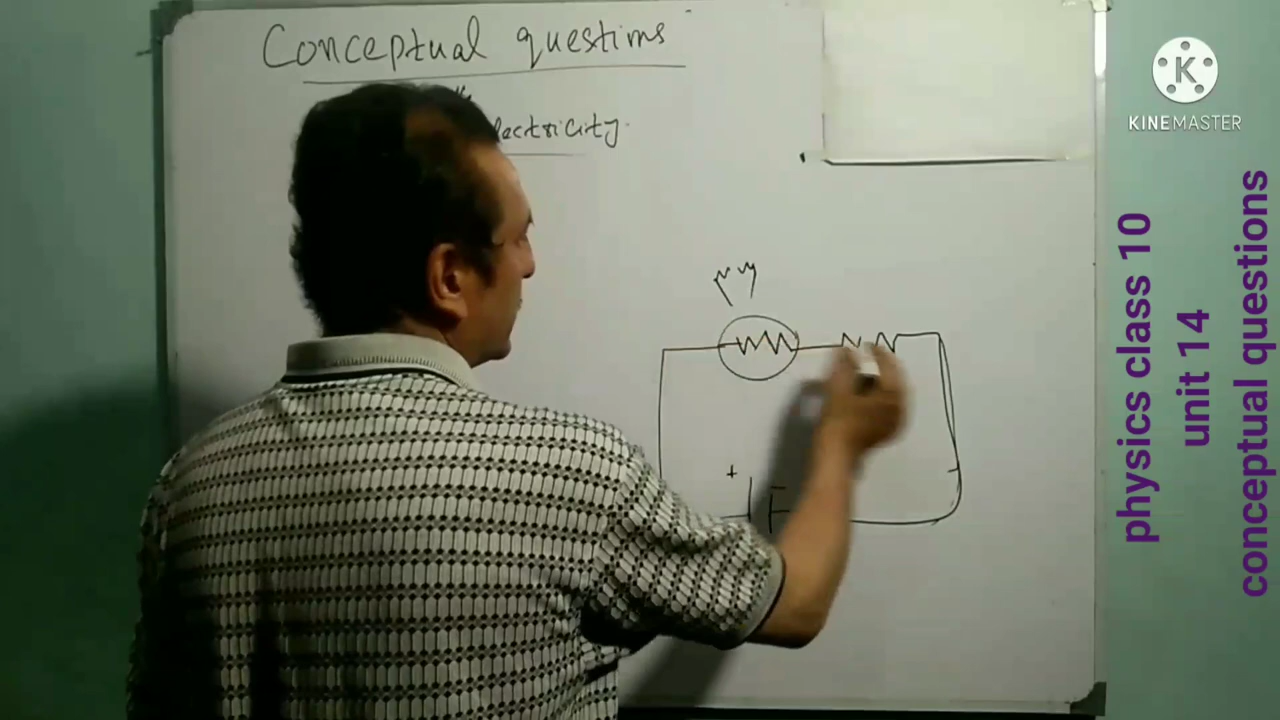 Conceptual questions
lectricity.
+
KINEMASTER
physics class 10
unit 14
conceptual questions